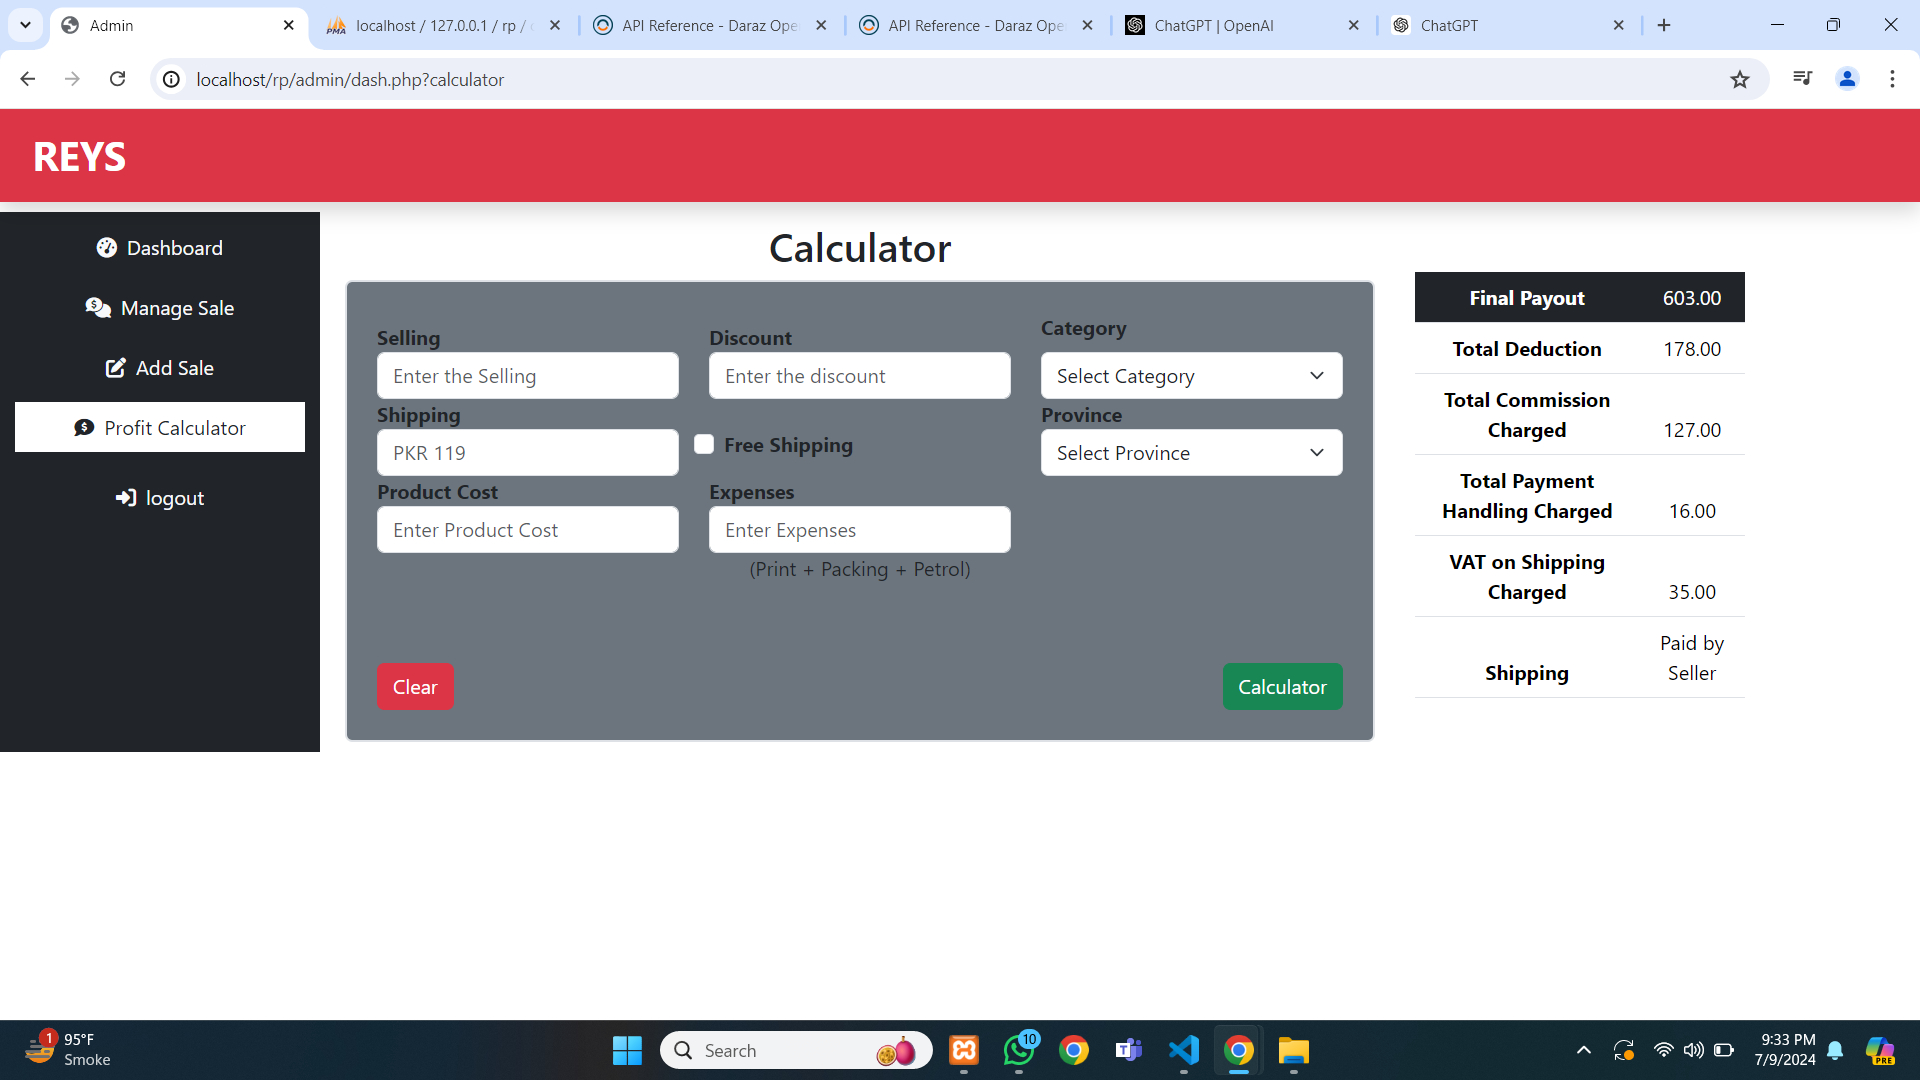 Admin
localhost / 127.0.0.1 / rp /
API Reference - Daraz Ope
API Reference - Daraz Ope
ChatGPT | OpenAI
ChatGPT
localhost/rp/admin/dash.php?calculator
REYS
Dashboard
Manage Sale
Add Sale
Profit Calculator
logout
Calculator
Selling
Discount
Category
Enter the Selling
Enter the discount
Select Category
Shipping
Province
PKR 119
Free Shipping
Select Province
Product Cost
Expenses
Enter Product Cost
Enter Expenses
(Print + Packing + Petrol)
Clear
Calculator
Final Payout 603.00
Total Deduction 178.00
Total Commission
Charged 127.00
Total Payment
Handling Charged 16.00
VAT on Shipping
Charged 35.00
Paid by
Shipping Seller
1
95°F
Smoke
Search
10
9:33 PM
7/9/2024
PRE